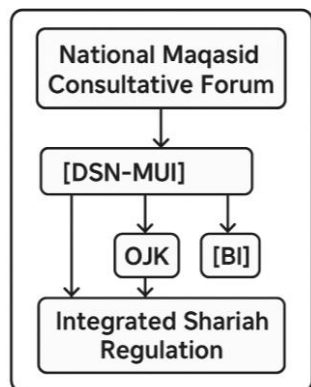 National Maqasid
Consultative Forum
[DSN-MUI]
OJK
[BI]
Integrated Shariah
Regulation